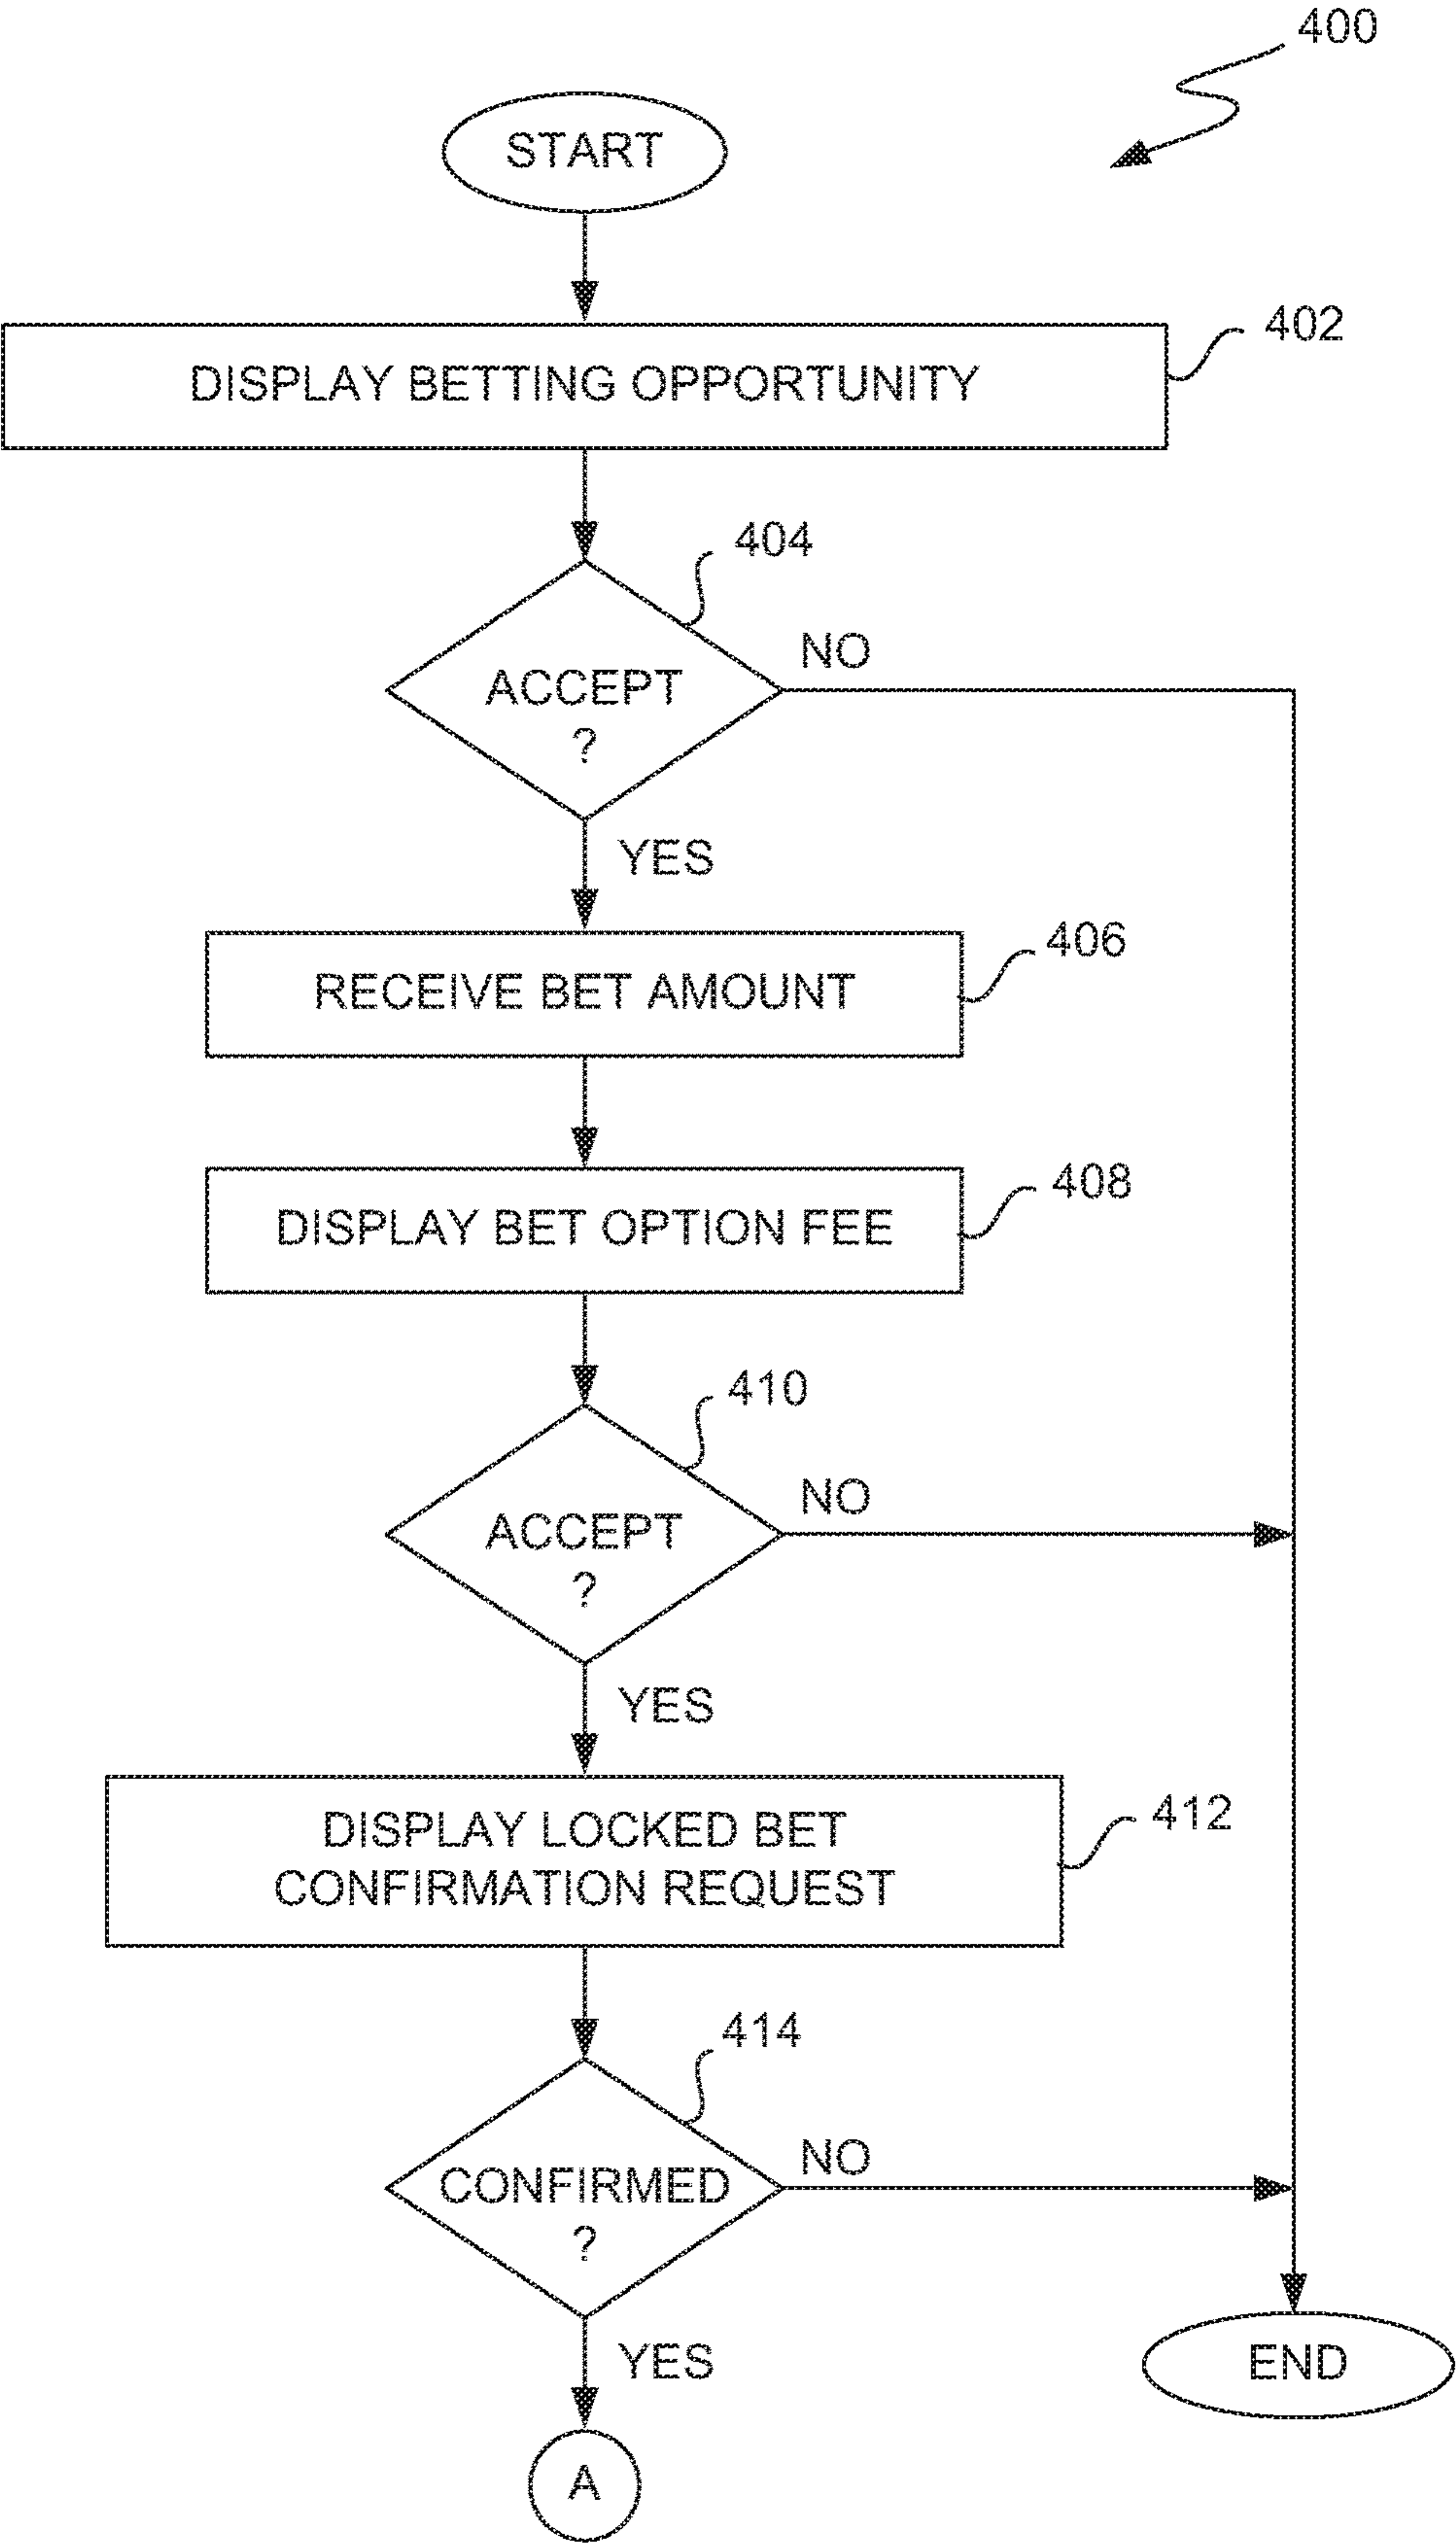 400
START
402
DISPLAY BETTING OPPORTUNITY
404
NO
ACCEPT
?
YES
406
RECEIVE BET AMOUNT
408
DISPLAY BET OPTION FEE
410
NO
ACCEPT
?
YES
412
DISPLAY LOCKED BET
CONFIRMATION REQUEST
414
NO
CONFIRMED
?
YES
END
A